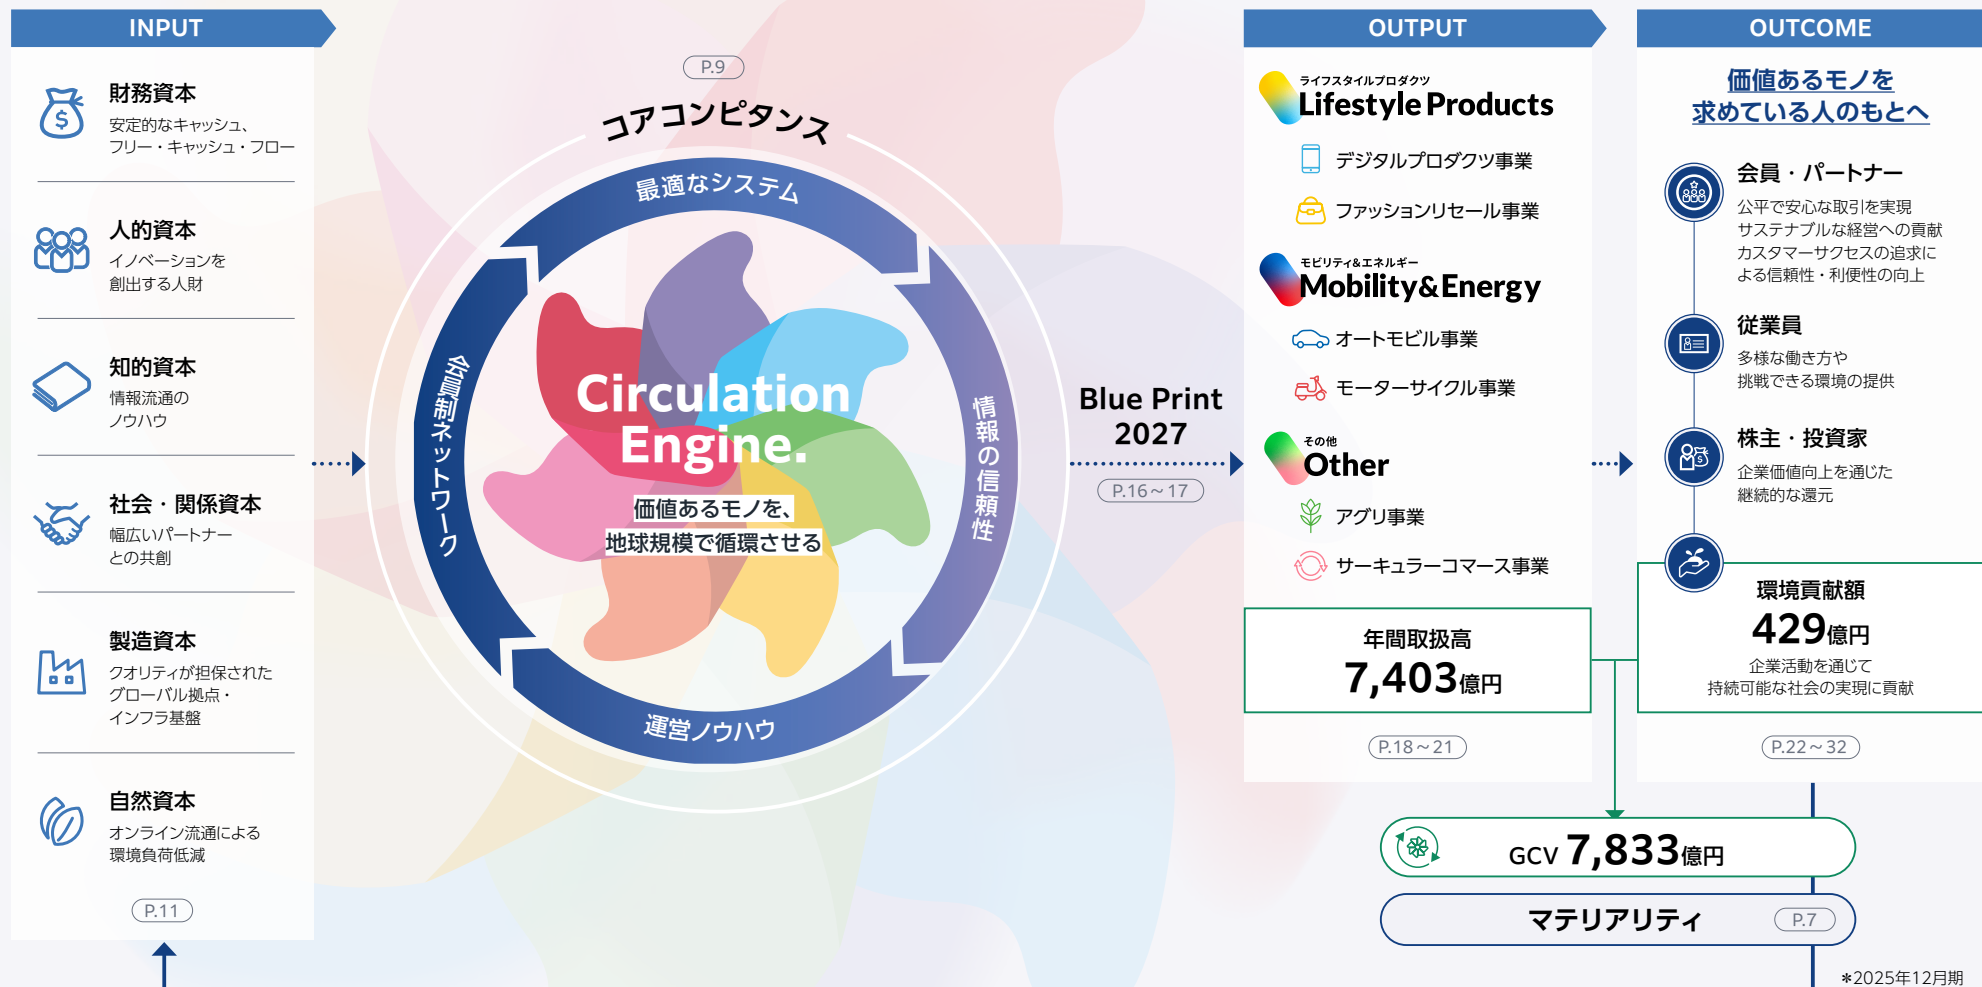 INPUT
財務資本
安定的なキャッシュ、
フリー・キャッシュ・フロー
人的資本
イノベーションを
創出する人財
知的資本
情報流通の
ノウハウ
社会・関係資本
幅広いパートナー
との共創
製造資本
クオリティが担保された
グローバル拠点・
インフラ基盤
自然資本
オンライン流通による
環境負荷低減
P.11
P.9
コアコンピタンス
最適なシステム
情報の信頼性
運営ノウハウ
会員制ネットワーク
Circulation
Engine.
価値あるモノを、
地球規模で循環させる
Blue Print
2027
P.16～17
OUTPUT
ライフスタイルプロダクツ
Lifestyle Products
デジタルプロダクツ事業
ファッションリセール事業
モビリティ&エネルギー
Mobility&Energy
オートモビル事業
モーターサイクル事業
その他
Other
アグリ事業
サーキュラーコマース事業
年間取扱高
7,403億円
P.18～21
OUTCOME
価値あるモノを
求めている人のもとへ
会員・パートナー
公平で安心な取引を実現
サステナブルな経営への貢献
カスタマーサクセスの追求に
よる信頼性・利便性の向上
従業員
多様な働き方や
挑戦できる環境の提供
株主・投資家
企業価値向上を通じた
継続的な還元
環境貢献額
429億円
企業活動を通じて
持続可能な社会の実現に貢献
P.22～32
GCV 7,833億円
マテリアリティ P.7
*2025年12月期